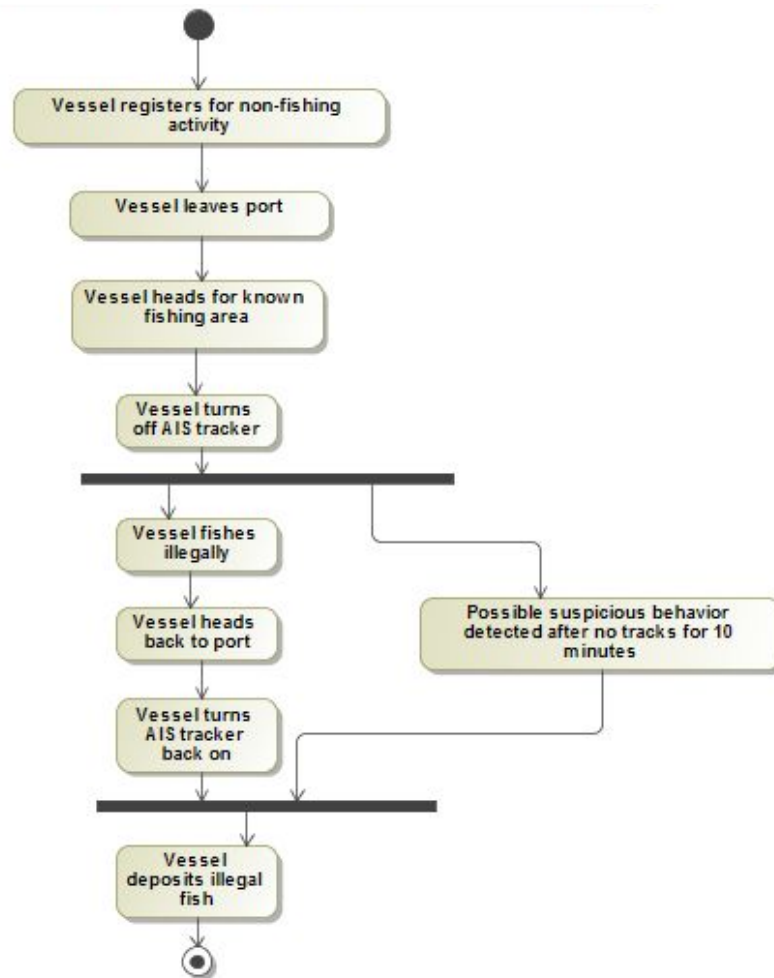 Vessel registers for non-fishing
activity
Vessel leaves port
Vessel heads for known
fishing area
Vessel turns
off AIS tracker
Vessel fishes
illegally
Vessel heads
back to port
Vessel turns
AIS tracker
back on
Possible suspicious behavior
detected after no tracks for 10
minutes
Vessel
deposits illegal
fish